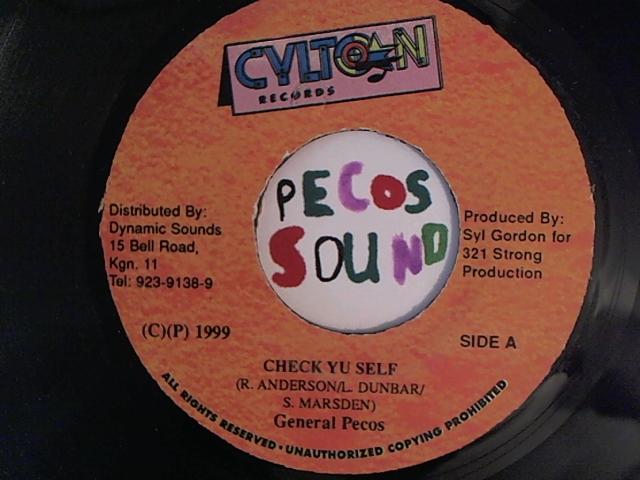 CYLTOAN
RECORDS
PECOS
SOUND
Distributed By:
Dynamic Sounds
15 Bell Road,
Kgn. 11
Tel: 923-9138-9
Produced By:
Syl Gordon for
321 Strong
Production
(C)(P) 1999
SIDE A
CHECK YU SELF
(R. ANDERSON/L. DUNBAR/
S. MARSDEN)
General Pecos
ALL RIGHTS RESERVED • UNAUTHORIZED COPYING PROHIBITED